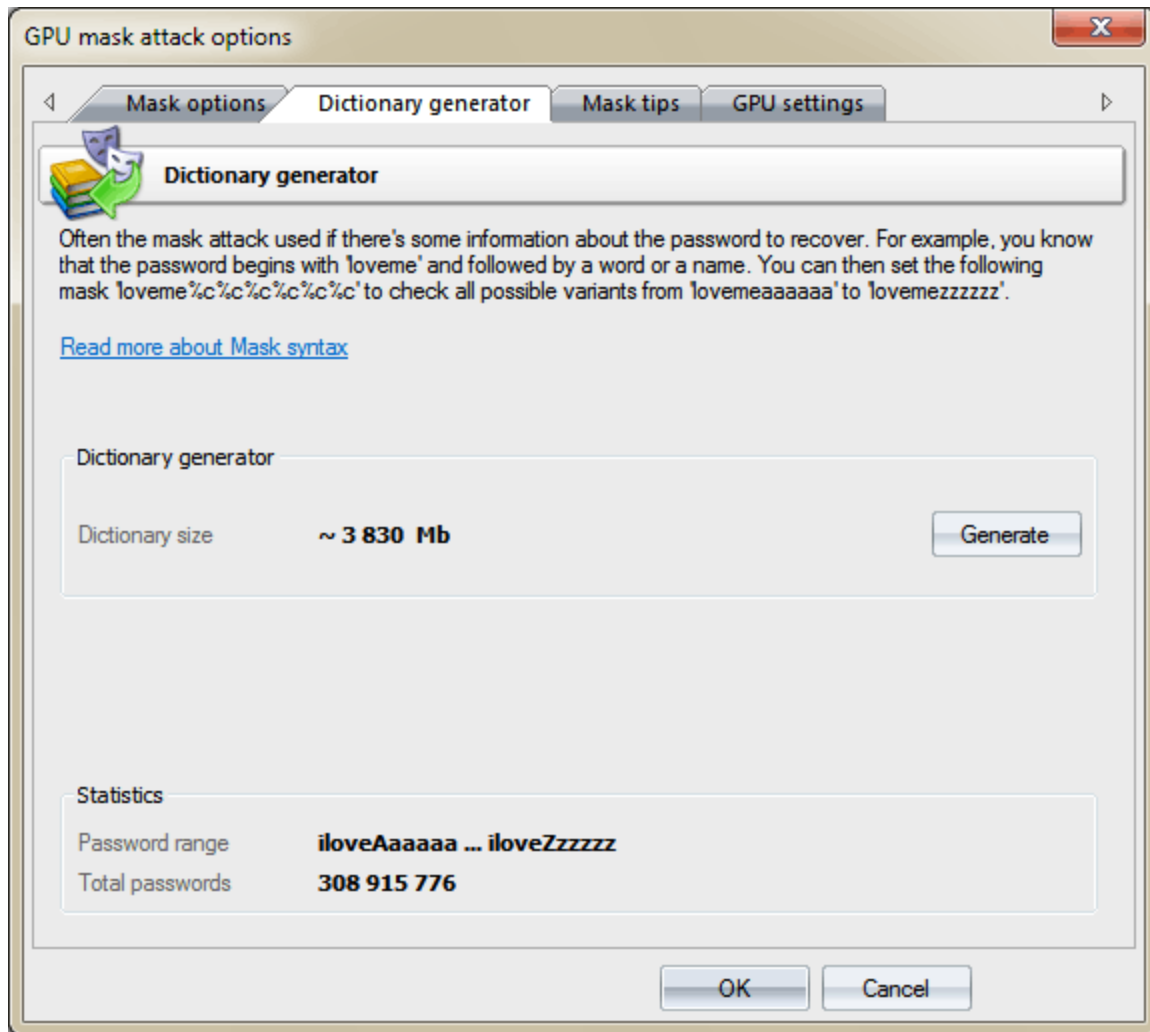 GPU mask attack options
Mask options
Dictionary generator
Mask tips
GPU settings
Dictionary generator
Often the mask attack used if there's some information about the password to recover. For example, you know
that the password begins with 'loveme' and followed by a word or a name. You can then set the following
mask 'loveme%c%c%c%c%c%c' to check all possible variants from 'lovemeaaaaaa' to 'lovemezzzzzz'.
Read more about Mask syntax
Dictionary generator
Dictionary size ~ 3 830 Mb Generate
Statistics
Password range iloveAaaaaa ... iloveZzzzzz
Total passwords 308 915 776
OK Cancel